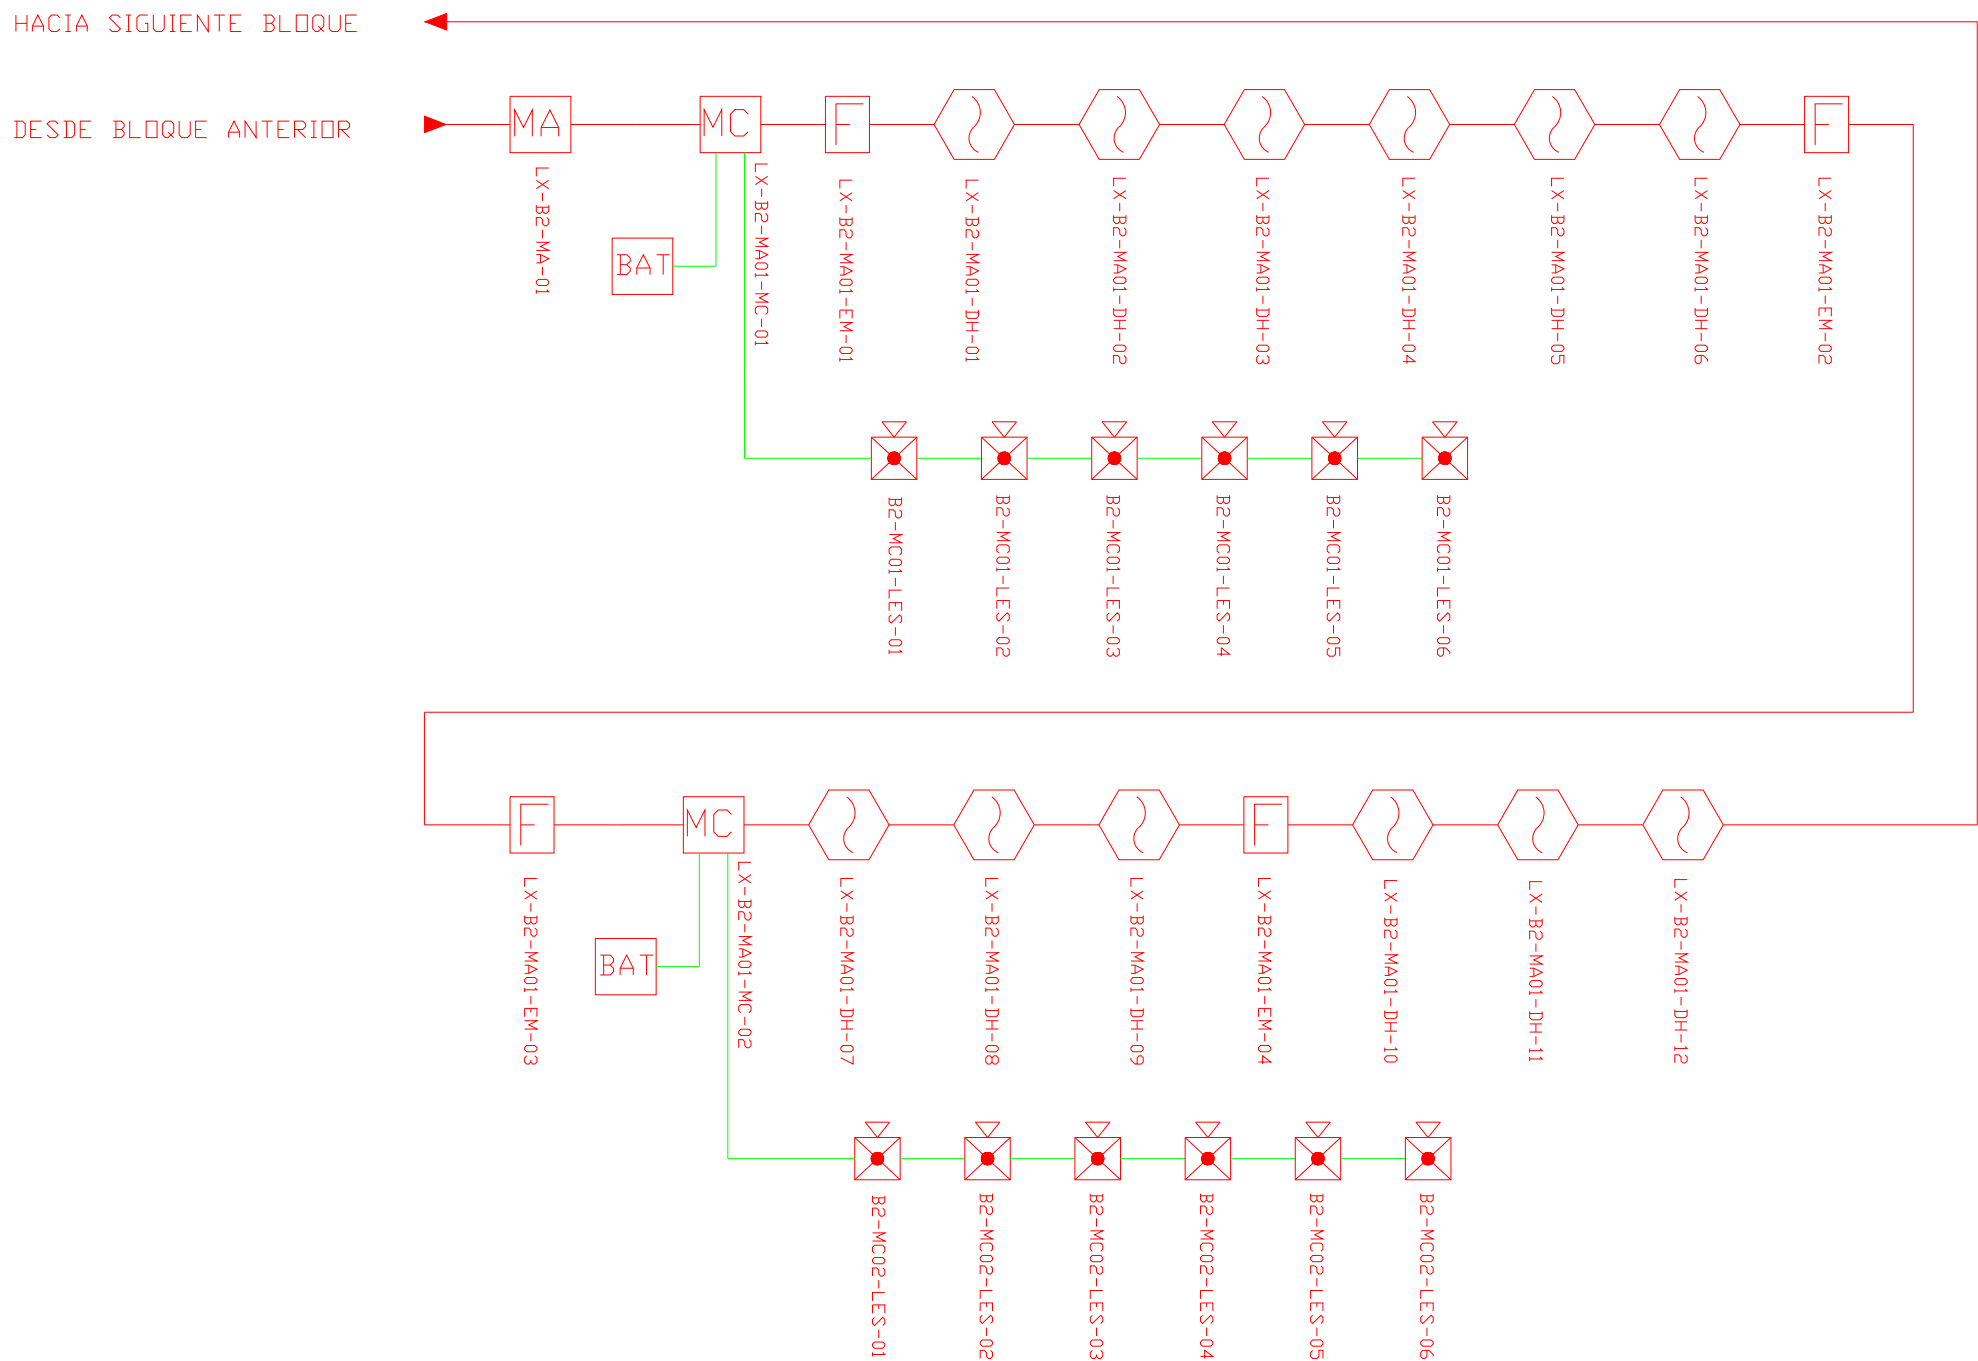 HACIA SIGUIENTE BLOQUE
DESDE BLOQUE ANTERIOR
MA
MC
F
F
LX-B2-MA-01
LX-B2-MA01-MC-01
LX-B2-MA01-EM-01
LX-B2-MA01-DH-01
LX-B2-MA01-DH-02
LX-B2-MA01-DH-03
LX-B2-MA01-DH-04
LX-B2-MA01-DH-05
LX-B2-MA01-DH-06
LX-B2-MA01-EM-02
BAT
B2-MC01-LES-01
B2-MC01-LES-02
B2-MC01-LES-03
B2-MC01-LES-04
B2-MC01-LES-05
B2-MC01-LES-06
F
MC
F
LX-B2-MA01-EM-03
LX-B2-MA01-MC-02
LX-B2-MA01-DH-07
LX-B2-MA01-DH-08
LX-B2-MA01-DH-09
LX-B2-MA01-EM-04
LX-B2-MA01-DH-10
LX-B2-MA01-DH-11
LX-B2-MA01-DH-12
BAT
B2-MC02-LES-01
B2-MC02-LES-02
B2-MC02-LES-03
B2-MC02-LES-04
B2-MC02-LES-05
B2-MC02-LES-06